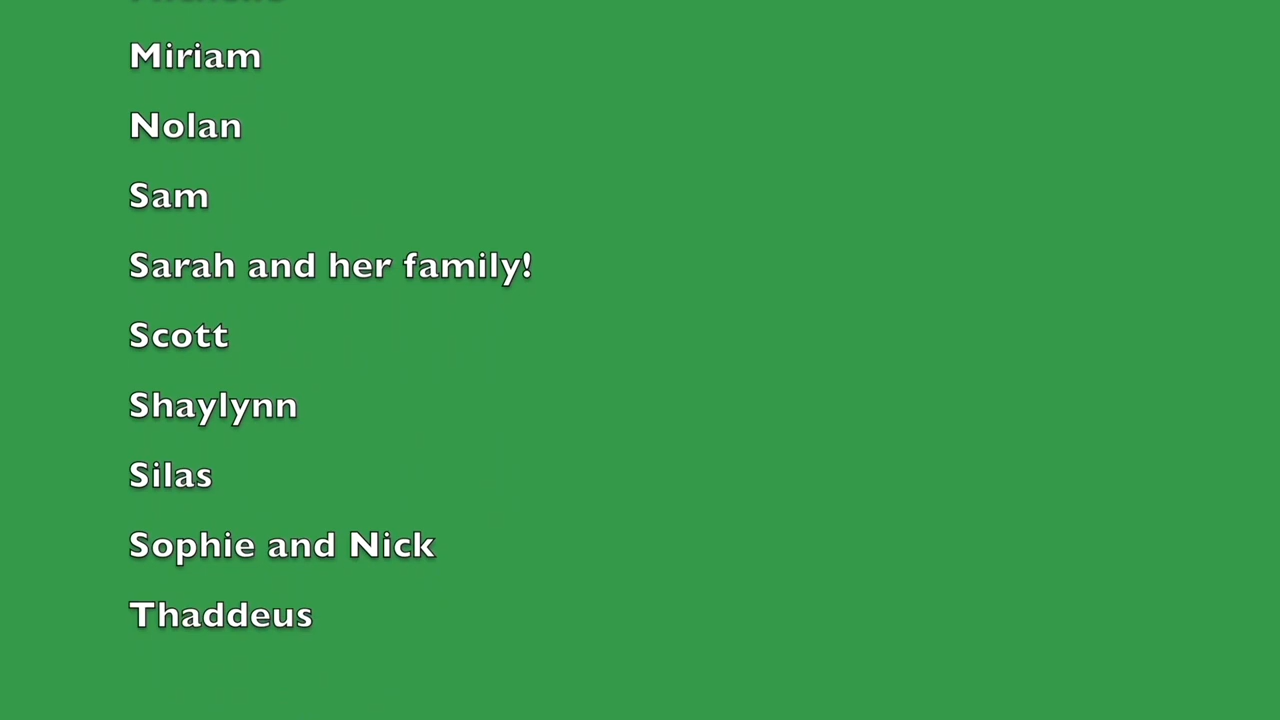 Miriam
Nolan
Sam
Sarah and her family!
Scott
Shaylynn
Silas
Sophie and Nick
Thaddeus